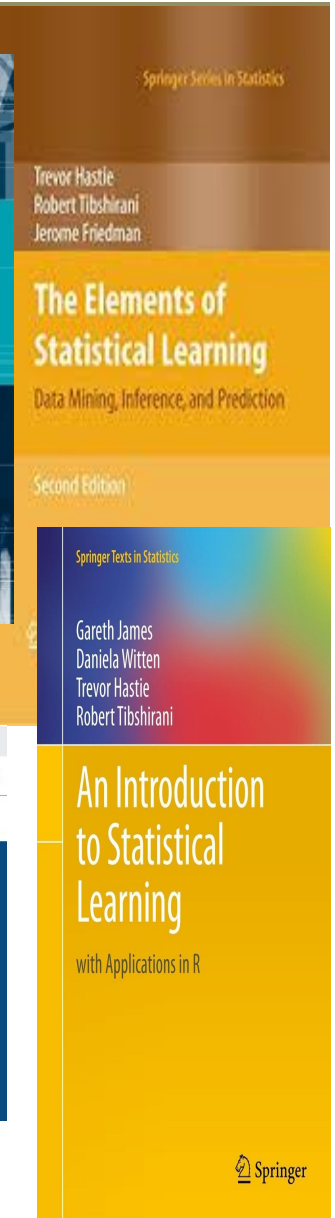 Springer Series in Statistics
Trevor Hastie
Robert Tibshirani
Jerome Friedman
The Elements of
Statistical Learning
Data Mining, Inference, and Prediction
Second Edition
Springer Texts in Statistics
Gareth James
Daniela Witten
Trevor Hastie
Robert Tibshirani
An Introduction
to Statistical
Learning
with Applications in R
Springer